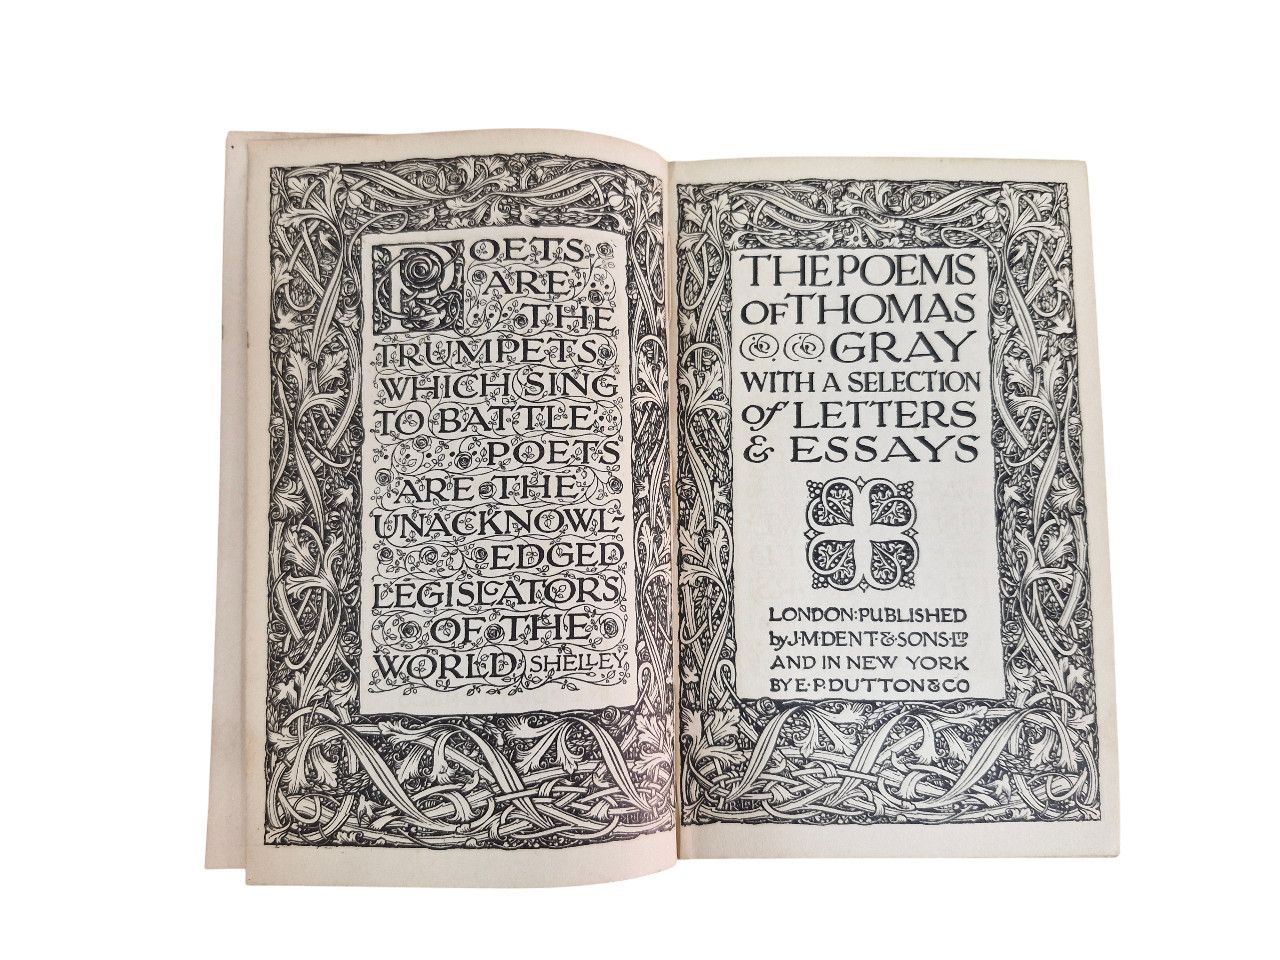 POETS
ARE
THE
TRUMPETS
WHICH SING
TO BATTLE
POETS
ARE THE
UNACKNOWL-
EDGED
LEGISLATORS
OF THE
WORLD SHELLEY
THE POEMS
OF THOMAS
GRAY
WITH A SELECTION
of LETTERS
& ESSAYS
LONDON: PUBLISHED
by J·M·DENT·&·SONS·LTD
AND IN NEW YORK
BY E·P·DUTTON & CO